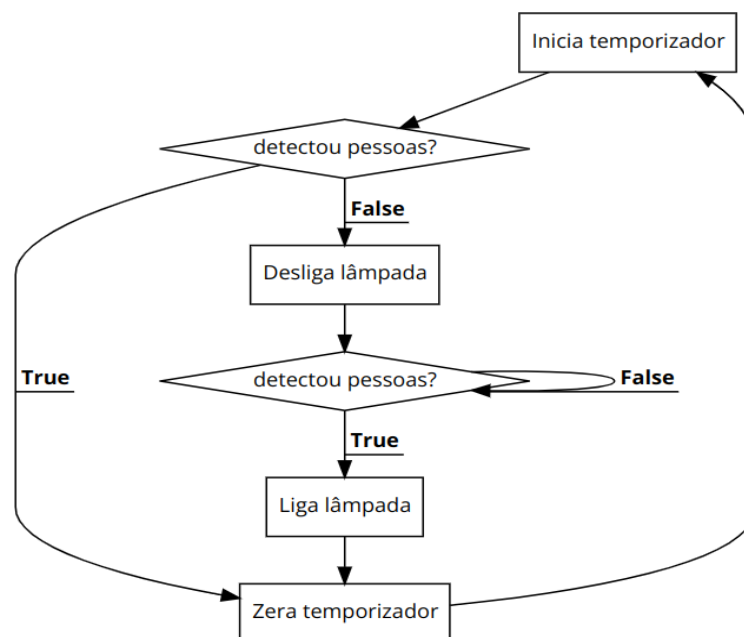 Inicia temporizador
detectou pessoas?
False
Desliga lâmpada
detectou pessoas?
False
True
True
Liga lâmpada
Zera temporizador